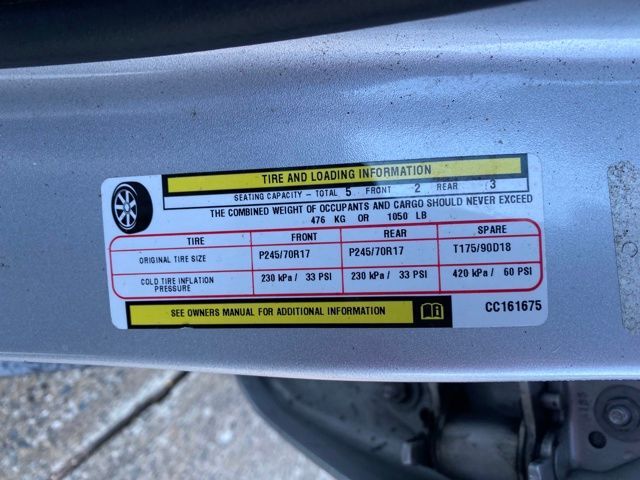 TIRE AND LOADING INFORMATION
SEATING CAPACITY - TOTAL 5 FRONT 2 REAR 3
THE COMBINED WEIGHT OF OCCUPANTS AND CARGO SHOULD NEVER EXCEED
476 KG OR 1050 LB
TIRE FRONT REAR SPARE
ORIGINAL TIRE SIZE P245/70R17 P245/70R17 T175/90D18
COLD TIRE INFLATION PRESSURE 230 kPa / 33 PSI 230 kPa / 33 PSI 420 kPa / 60 PSI
SEE OWNERS MANUAL FOR ADDITIONAL INFORMATION
CC161675